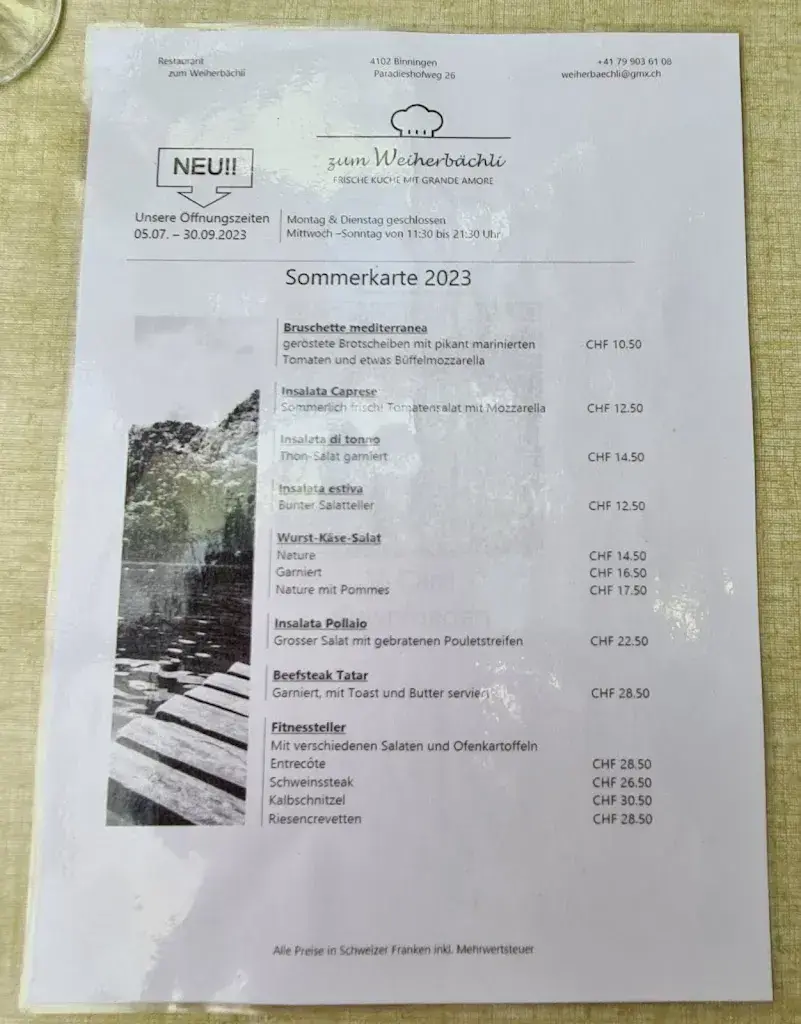 Restaurant
zum Weiherbächli
4102 Binningen
Paradieshofweg 26
+41 79 903 61 08
weiherbaechli@gmx.ch
zum Weiherbächli
FRISCHE KÜCHE MIT GRANDE AMORE
NEU!!
Unsere Öffnungszeiten
05.07. – 30.09.2023
Montag & Dienstag geschlossen
Mittwoch –Sonntag von 11:30 bis 21:30 Uhr
Sommerkarte 2023
Bruschette mediterranea
geröstete Brotscheiben mit pikant marinierten CHF 10.50
Tomaten und etwas Büffelmozzarella
Insalata Caprese
Sommerlich frisch! Tomatensalat mit Mozzarella CHF 12.50
Insalata di tonno
Thon-Salat garniert CHF 14.50
Insalata estiva
Bunter Salatteller CHF 12.50
Wurst-Käse-Salat
Nature CHF 14.50
Garniert CHF 16.50
Nature mit Pommes CHF 17.50
Insalata Pollaio
Grosser Salat mit gebratenen Pouletstreifen CHF 22.50
Beefsteak Tatar
Garniert, mit Toast und Butter serviert CHF 28.50
Fitnessteller
Mit verschiedenen Salaten und Ofenkartoffeln
Entrecôte CHF 28.50
Schweinssteak CHF 26.50
Kalbschnitzel CHF 30.50
Riesencrevetten CHF 28.50
Alle Preise in Schweizer Franken inkl. Mehrwertsteuer